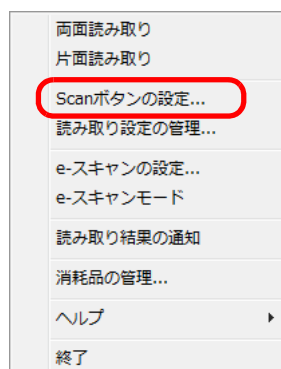 両面読み取り
片面読み取り
Scanボタンの設定...
読み取り設定の管理...
e-スキャンの設定...
e-スキャンモード
読み取り結果の通知
消耗品の管理...
ヘルプ
終了